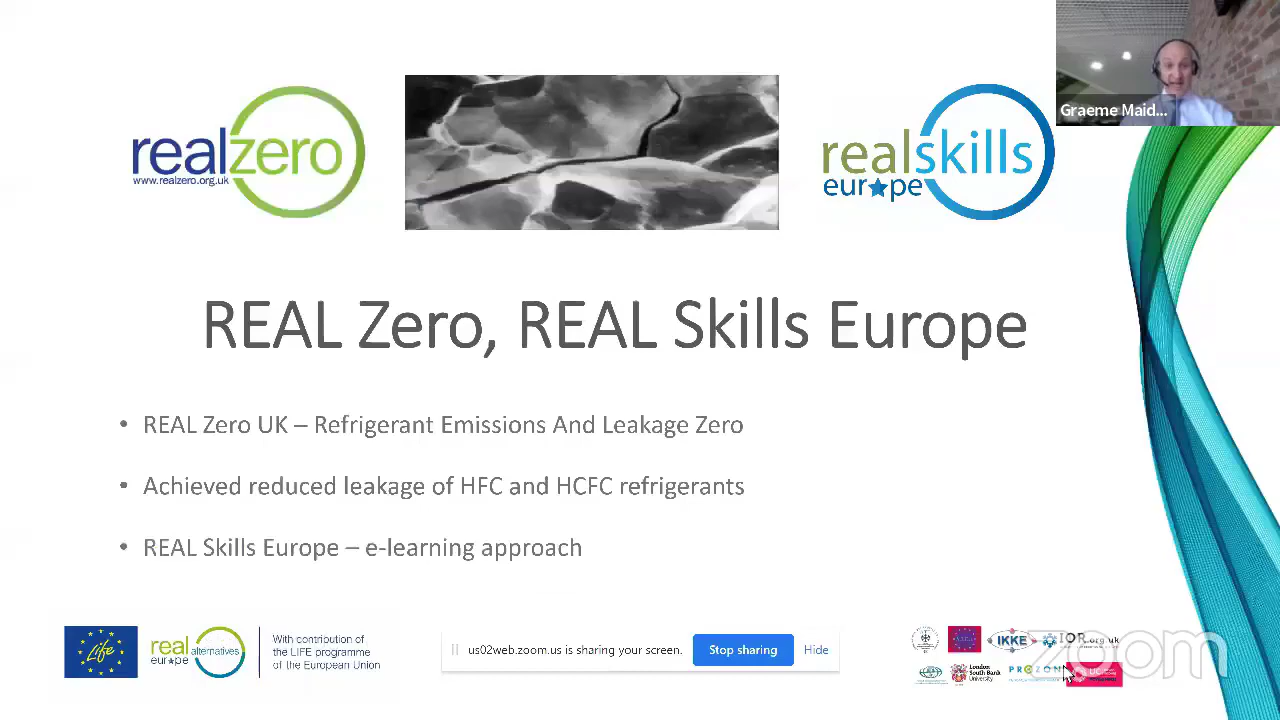 Graeme Maid...
realzero
www.realzero.org.uk
realskills
europe
REAL Zero, REAL Skills Europe
• REAL Zero UK – Refrigerant Emissions And Leakage Zero
• Achieved reduced leakage of HFC and HCFC refrigerants
• REAL Skills Europe – e-learning approach
Life
real alternatives
europe
With contribution of
the LIFE programme
of the European Union
us02web.zoom.us is sharing your screen.
Stop sharing
Hide
IKKE
IOR.org.uk
London
South Bank
University
PROZON
zoom